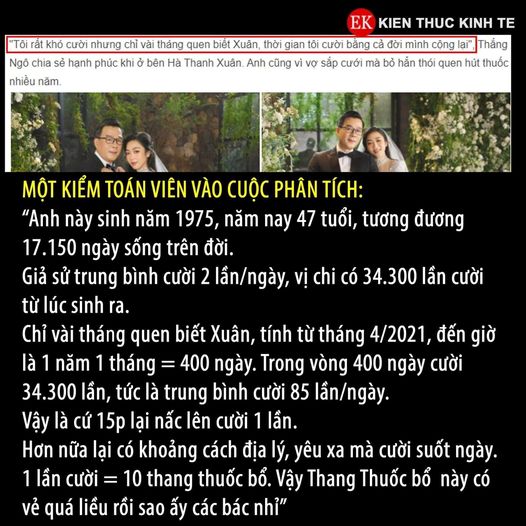 EK KIEN THUC KINH TE
"Tôi rất khó cười nhưng chỉ vài tháng quen biết Xuân, thời gian tôi cười bằng cả đời mình cộng lại", Thắng
Ngô chia sẻ hạnh phúc khi ở bên Hà Thanh Xuân. Anh cũng vì vợ sắp cưới mà bỏ hẳn thói quen hút thuốc
nhiều năm.
MỘT KIỂM TOÁN VIÊN VÀO CUỘC PHÂN TÍCH:
“Anh này sinh năm 1975, năm nay 47 tuổi, tương đương
17.150 ngày sống trên đời.
Giả sử trung bình cười 2 lần/ngày, vị chi có 34.300 lần cười
từ lúc sinh ra.
Chỉ vài tháng quen biết Xuân, tính từ tháng 4/2021, đến giờ
là 1 năm 1 tháng = 400 ngày. Trong vòng 400 ngày cười
34.300 lần, tức là trung bình cười 85 lần/ngày.
Vậy là cứ 15p lại nấc lên cười 1 lần.
Hơn nữa lại có khoảng cách địa lý, yêu xa mà cười suốt ngày.
1 lần cười = 10 thang thuốc bổ. Vậy Thang Thuốc bổ này có
vẻ quá liều rồi sao ấy các bác nhỉ”